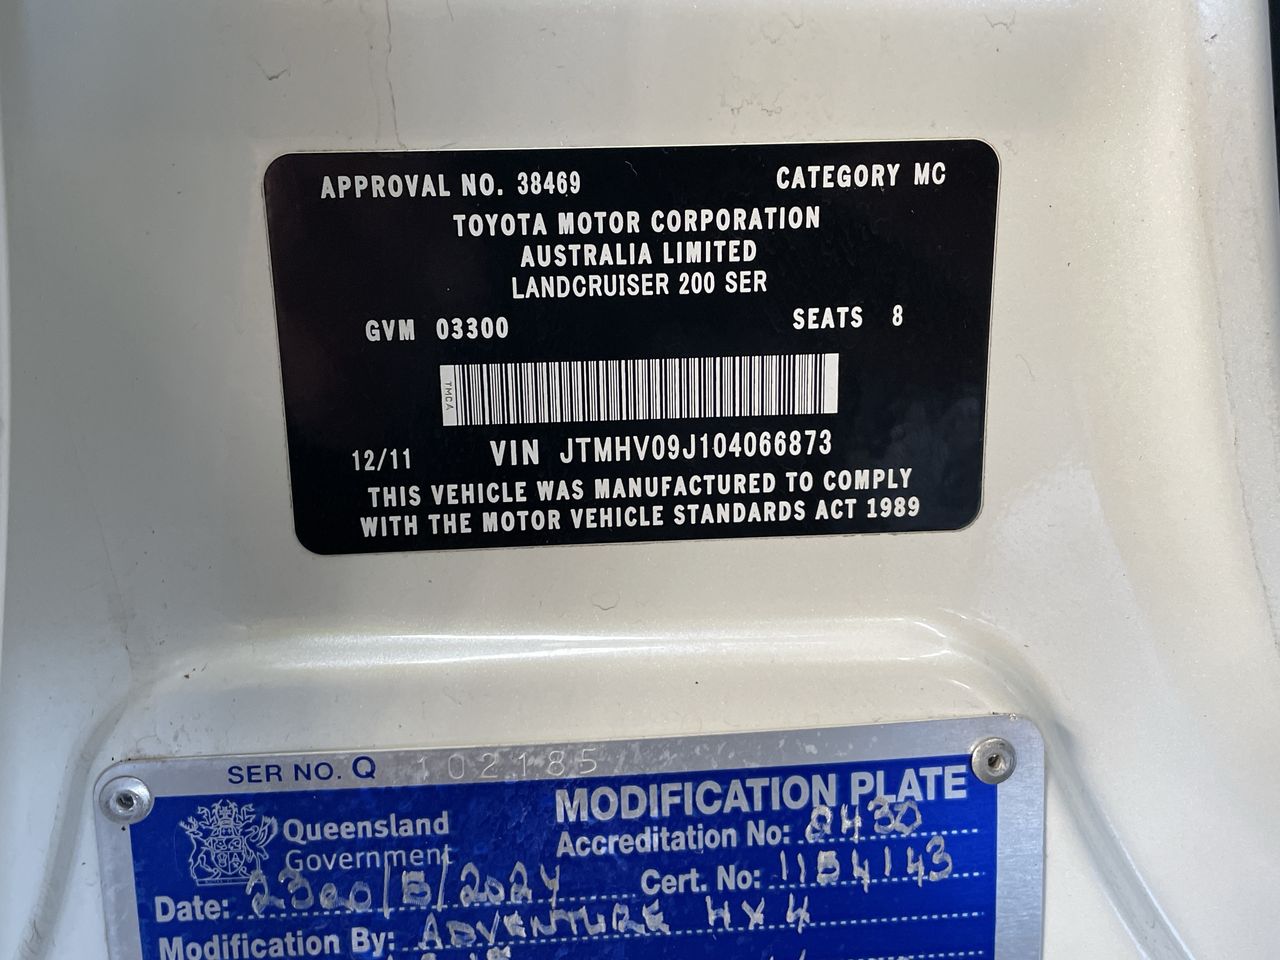 APPROVAL NO. 38469 CATEGORY MC
TOYOTA MOTOR CORPORATION
AUSTRALIA LIMITED
LANDCRUISER 200 SER
GVM 03300 SEATS 8
TMCA
12/11 VIN JTMHV09J104066873
THIS VEHICLE WAS MANUFACTURED TO COMPLY
WITH THE MOTOR VEHICLE STANDARDS ACT 1989
SER NO. Q 102185
MODIFICATION PLATE
Queensland
Government
Accreditation No:
Cert. No: 1154143
Date: /5/2024
Modification By: ADVENTURE 4X4